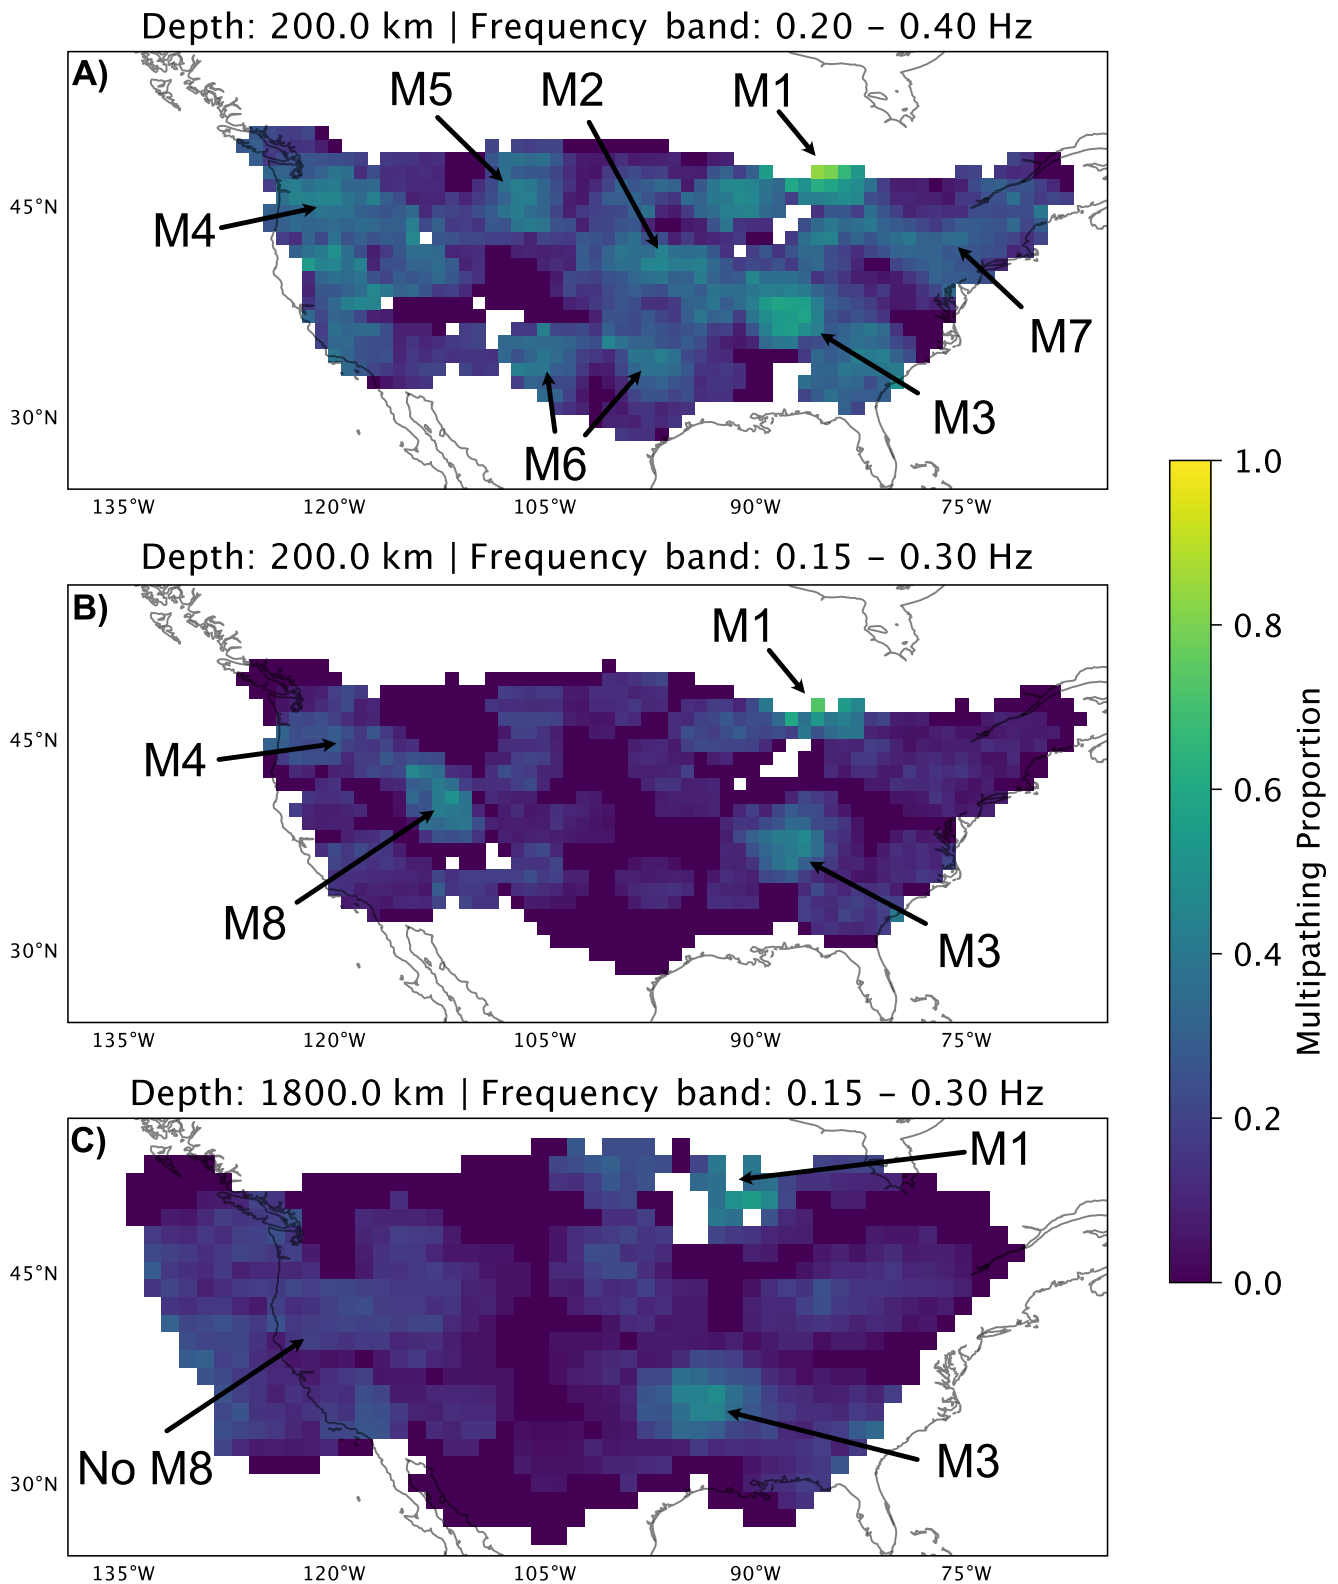 Depth: 200.0 km | Frequency band: 0.20 – 0.40 Hz
A)
M5
M2
M1
M4
45°N
M7
M3
30°N
M6
135°W 120°W 105°W 90°W 75°W
Depth: 200.0 km | Frequency band: 0.15 – 0.30 Hz
B)
M1
45°N
M4
M8
M3
30°N
135°W 120°W 105°W 90°W 75°W
Depth: 1800.0 km | Frequency band: 0.15 – 0.30 Hz
C)
M1
45°N
No M8
M3
30°N
135°W 120°W 105°W 90°W 75°W
1.0
0.8
0.6
0.4
0.2
0.0
Multipathing Proportion